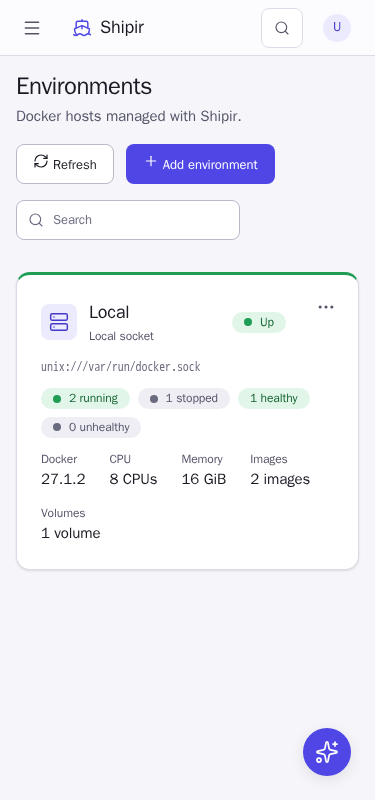 Shipir
U
Environments
Docker hosts managed with Shipir.
Refresh
Add environment
Search
Local
Local socket
Up
unix:///var/run/docker.sock
2 running
1 stopped
1 healthy
0 unhealthy
Docker CPU Memory Images
27.1.2 8 CPUs 16 GiB 2 images
Volumes
1 volume